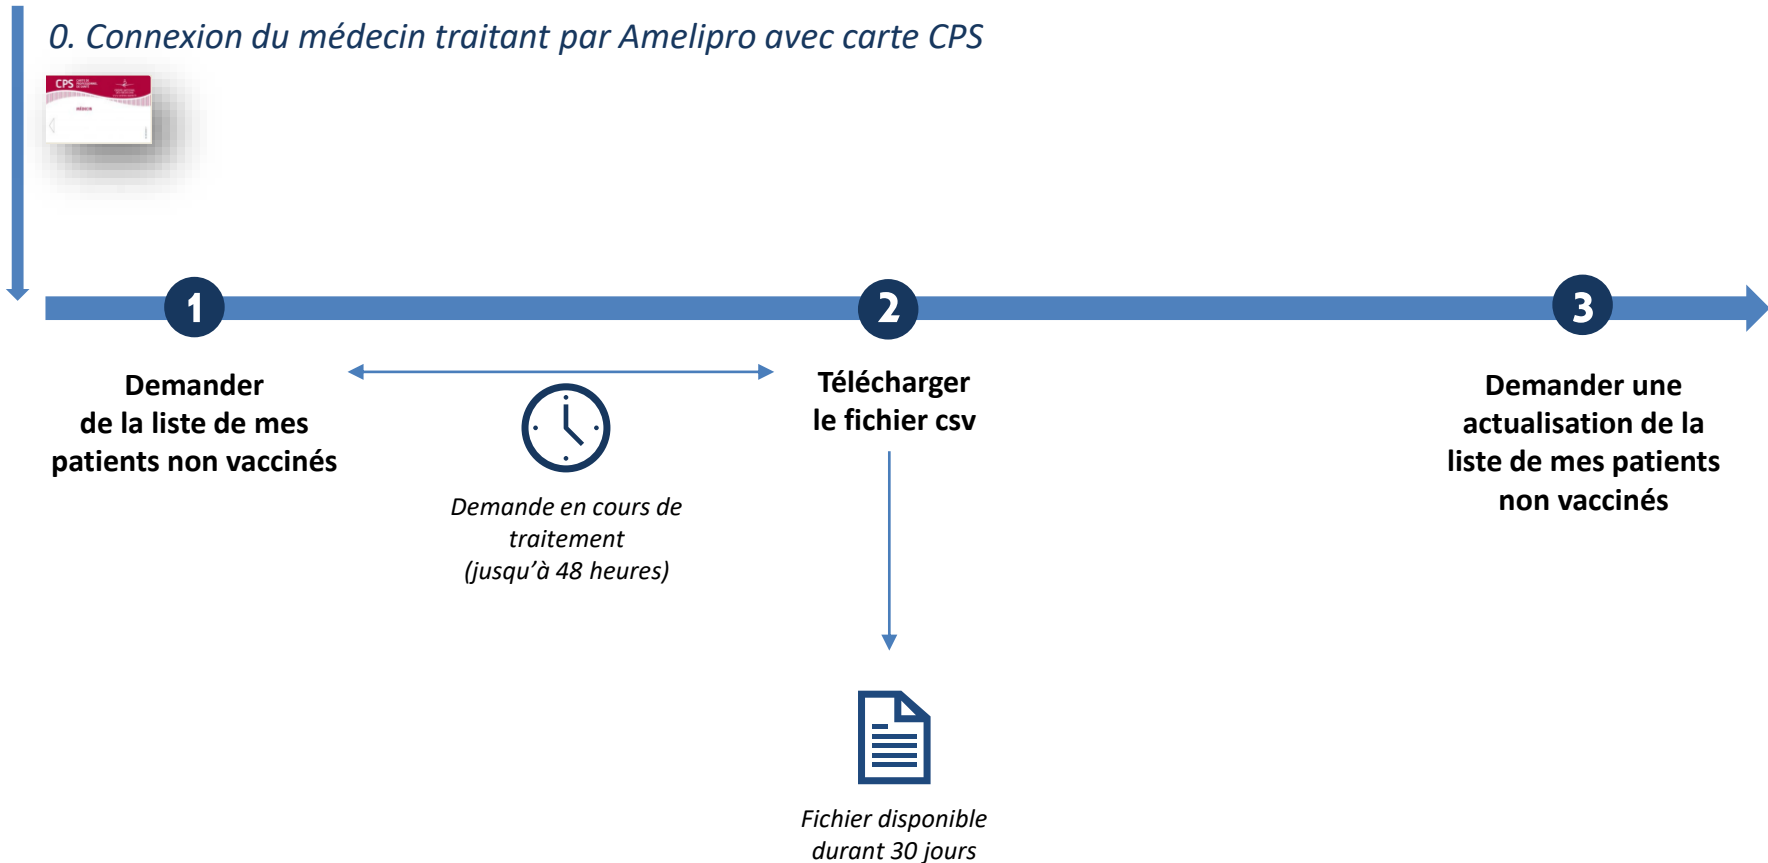 0. Connexion du médecin traitant par Amelipro avec carte CPS
CPS
MÉDECIN
1
2
3
Demander
de la liste de mes
patients non vaccinés
Demande en cours de
traitement
(jusqu'à 48 heures)
Télécharger
le fichier csv
Fichier disponible
durant 30 jours
Demander une
actualisation de la
liste de mes patients
non vaccinés